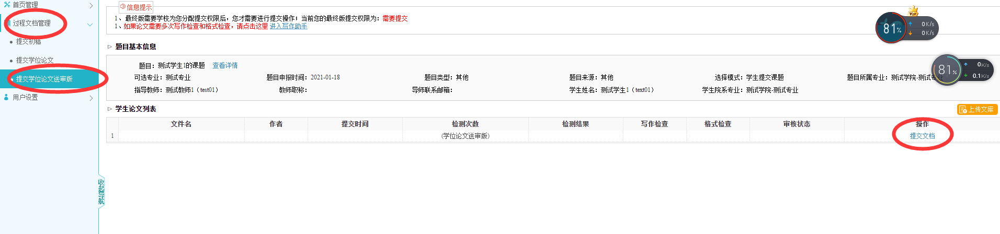 首页管理
过程文档管理
提交初稿
提交学位论文
提交学位论文送审版
用户设置
收起导航
信息提示
1、最终版需要学校为您分配提交权限后，您才需要进行提交操作；当前您的最终版提交权限为：需要提交
1、如果论文需要多次写作检查和格式检查，请点击这里 进入写作助手
题目基本信息
题目：测试学生1的课题 查看详情
可选专业：测试专业 题目申报时间：2021-01-18 题目类型：其他 题目来源：其他 选择模式：学生提交课题 题目所属专业：测试学院-测试专业
指导教师：测试教师1（test01） 教师职称： 导师联系邮箱： 学生姓名：测试学生1（text01） 学生院系专业：测试学院-测试专业
学生论文列表
上传文库
文件名 作者 提交时间 检测次数 检测结果 写作检查 格式检查 审核状态 操作
1 (学位论文送审版) 提交文档
VIP
81% 0K/s
0K/s
81% 0K/s
0.1K/s